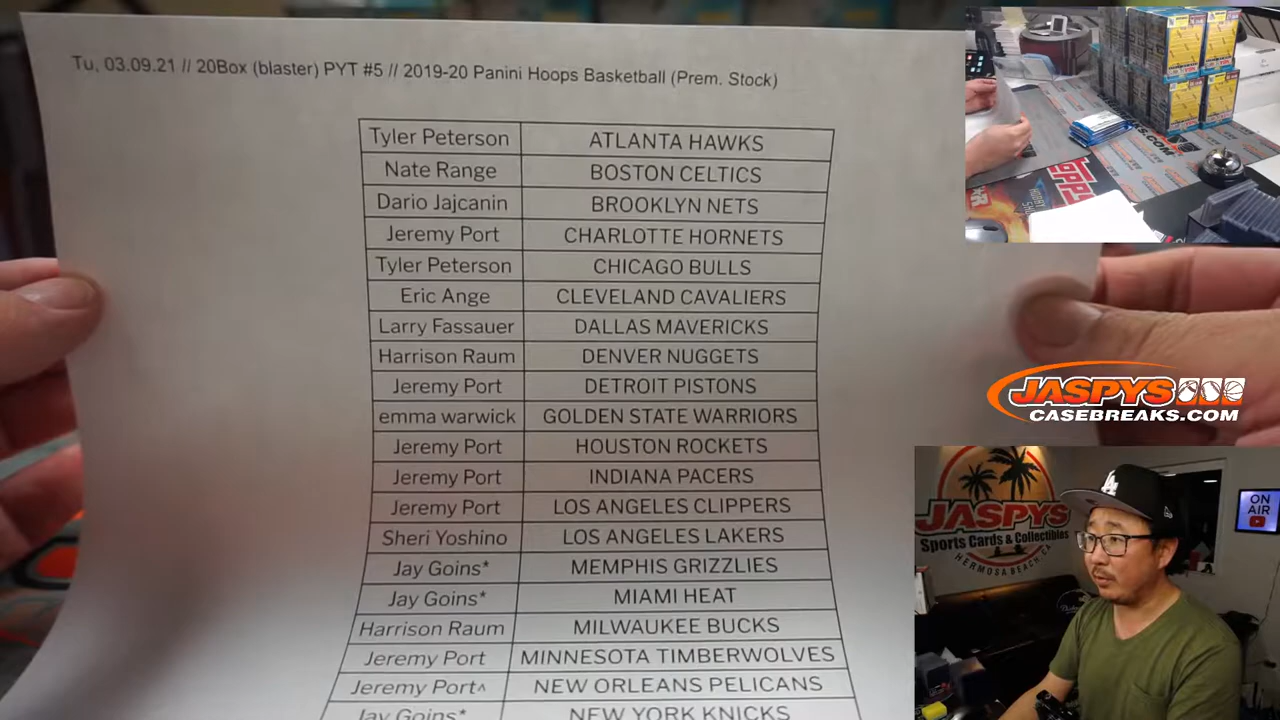 Tu, 03.09.21 // 20Box (blaster) PYT #5 // 2019-20 Panini Hoops Basketball (Prem. Stock)
Tyler Peterson ATLANTA HAWKS
Nate Range BOSTON CELTICS
Dario Jajcanin BROOKLYN NETS
Jeremy Port CHARLOTTE HORNETS
Tyler Peterson CHICAGO BULLS
Eric Ange CLEVELAND CAVALIERS
Larry Fassauer DALLAS MAVERICKS
Harrison Raum DENVER NUGGETS
Jeremy Port DETROIT PISTONS
emma warwick GOLDEN STATE WARRIORS
Jeremy Port HOUSTON ROCKETS
Jeremy Port INDIANA PACERS
Jeremy Port LOS ANGELES CLIPPERS
Sheri Yoshino LOS ANGELES LAKERS
Jay Goins* MEMPHIS GRIZZLIES
Jay Goins* MIAMI HEAT
Harrison Raum MILWAUKEE BUCKS
Jeremy Port MINNESOTA TIMBERWOLVES
Jeremy Port^ NEW ORLEANS PELICANS
Jay Goins* NEW YORK KNICKS
JASPYS
CASEBREAKS.COM
JASPYS
Sports Cards & Collectibles
HERMOSA BEACH, CA
LA
ON
AIR